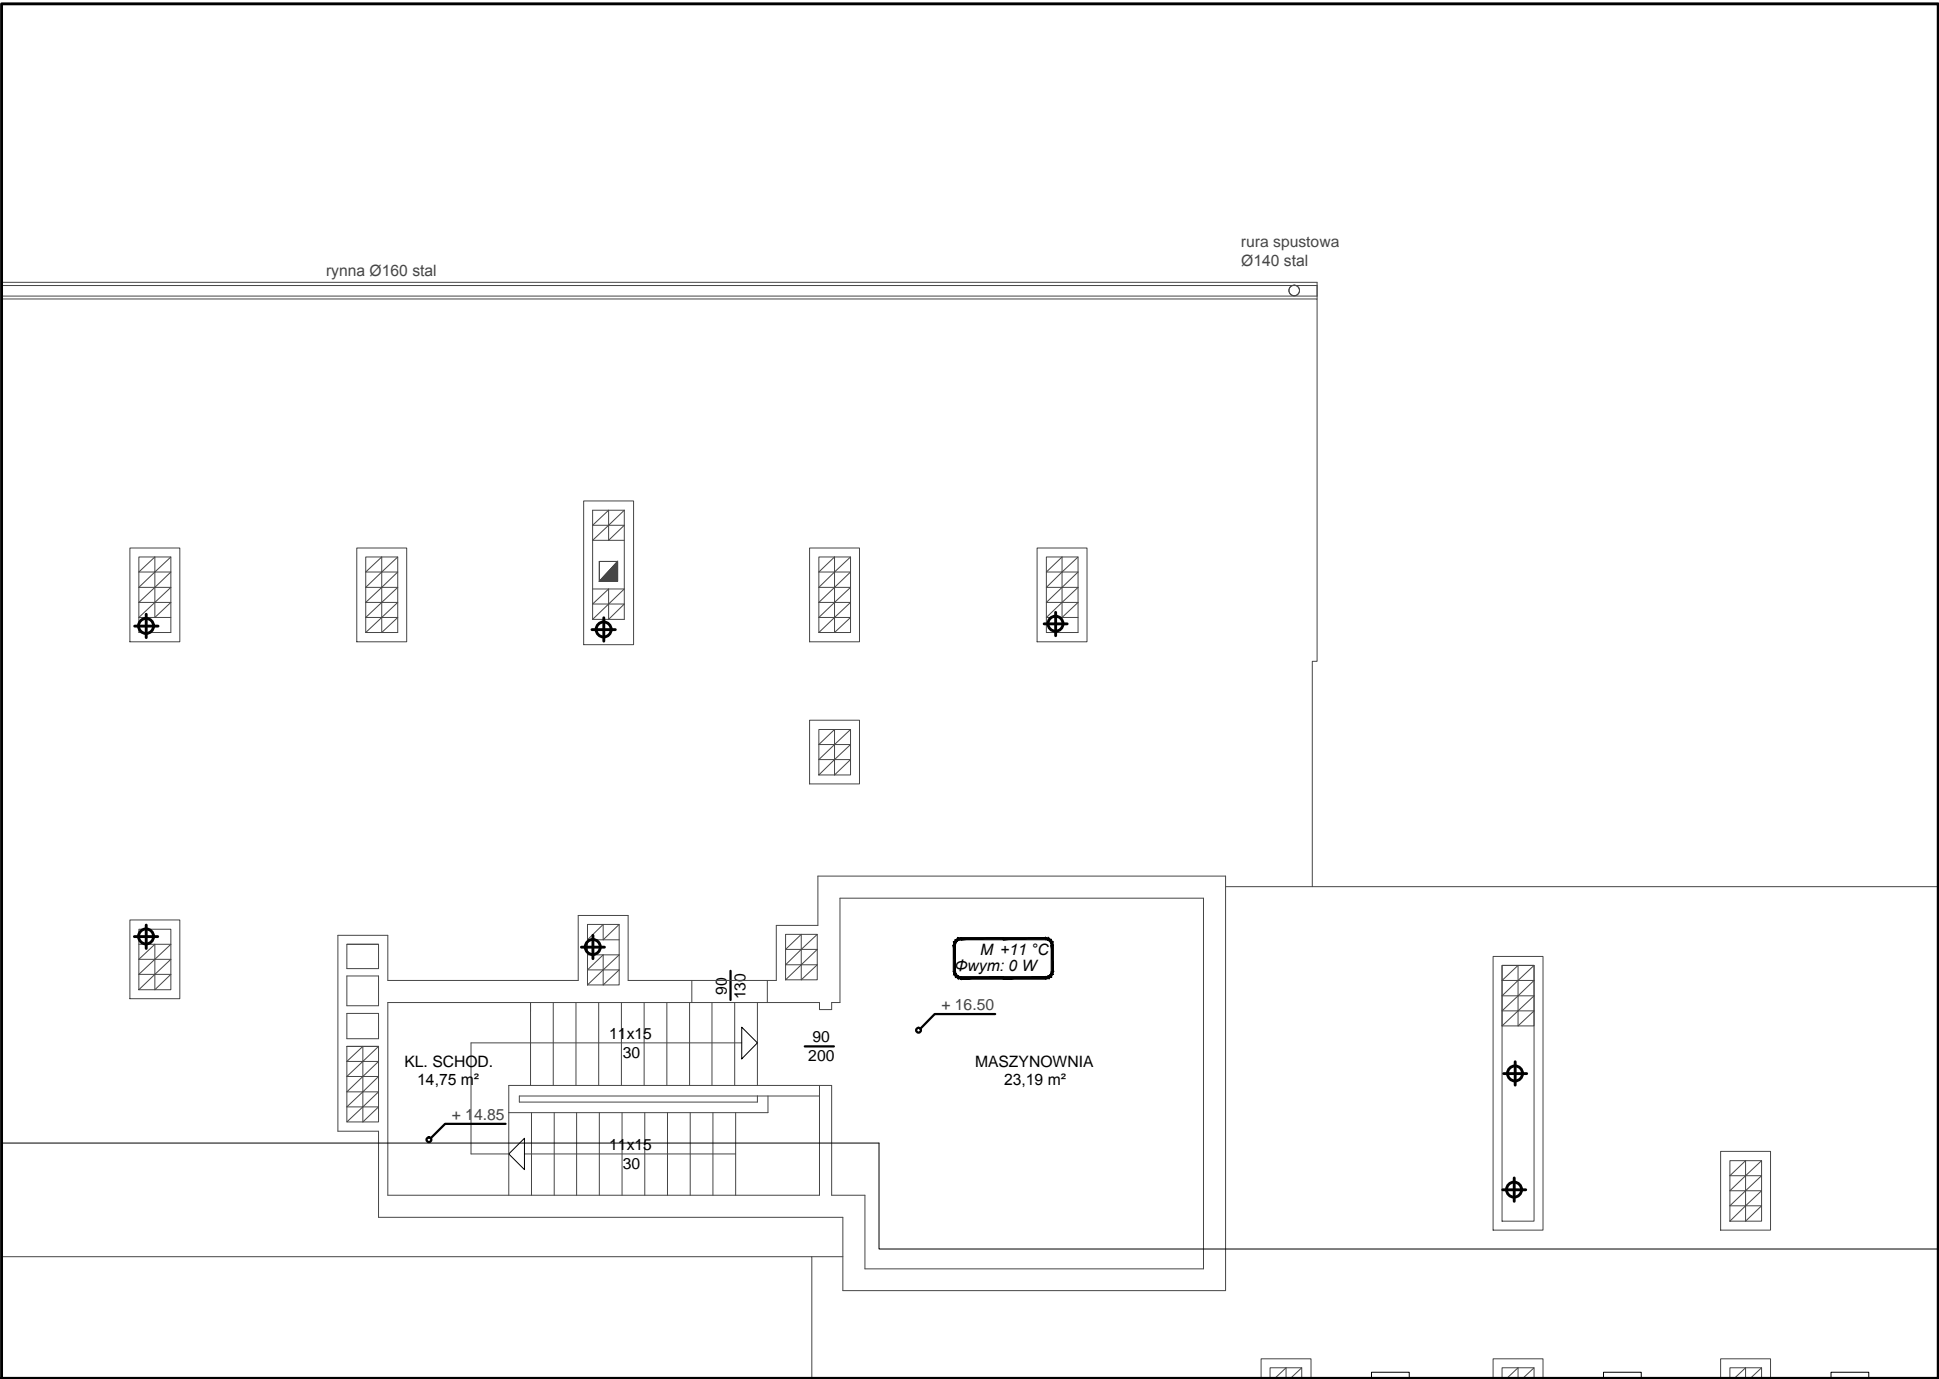 rura spustowa
Ø140 stal
rynna Ø160 stal
M +11 °C
Φwym: 0 W
90
130
+ 16.50
11x15
30
90
200
KL. SCHOD.
14,75 m²
MASZYNOWNIA
23,19 m²
+ 14.85
11x15
30